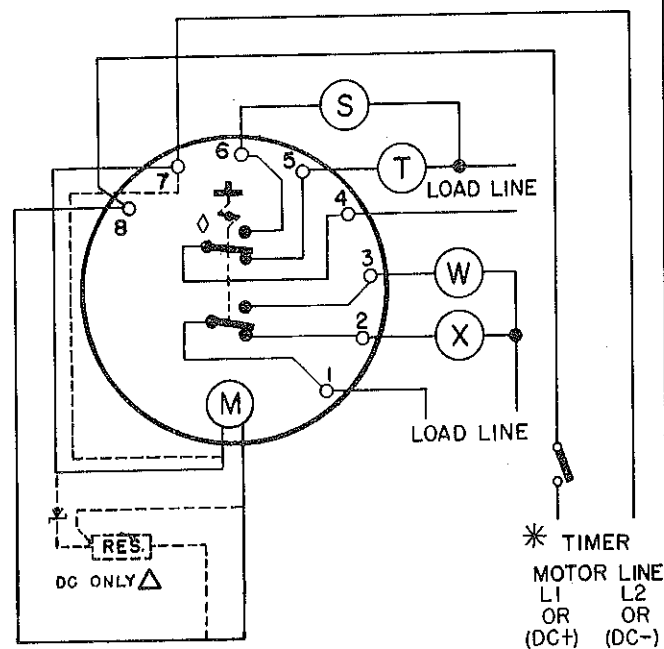 S
6
5
T
7
LOAD LINE
4
8
3
W
2
X
1
M
LOAD LINE
RES.
DC ONLY
* TIMER
MOTOR LINE
L1 L2
OR OR
(DC+) (DC-)